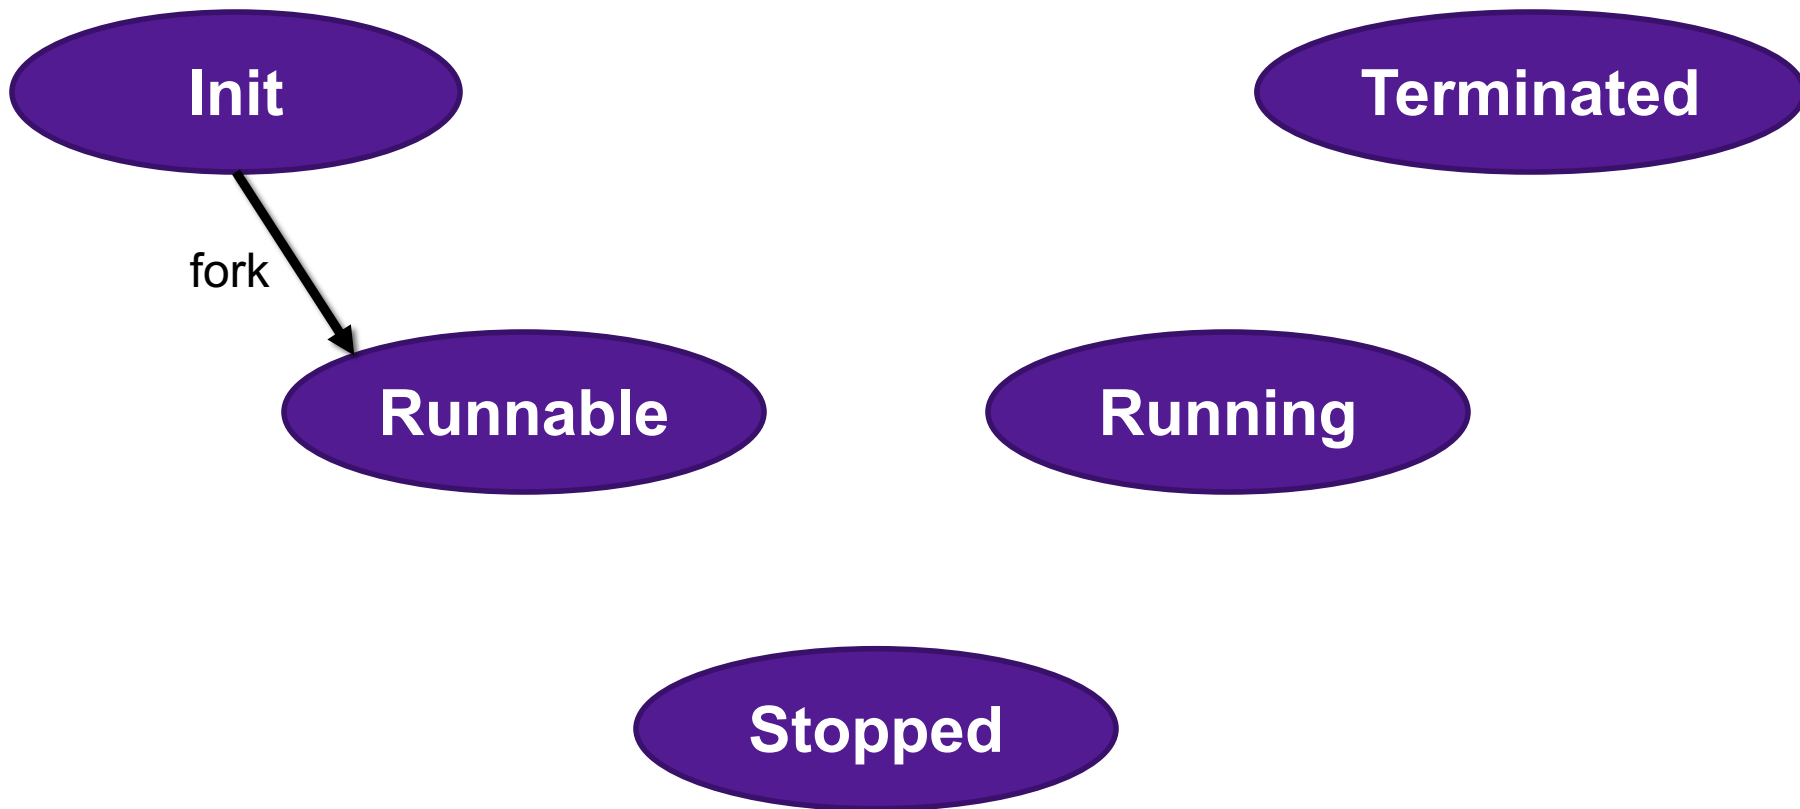 Init
Terminated
fork
Runnable
Running
Stopped